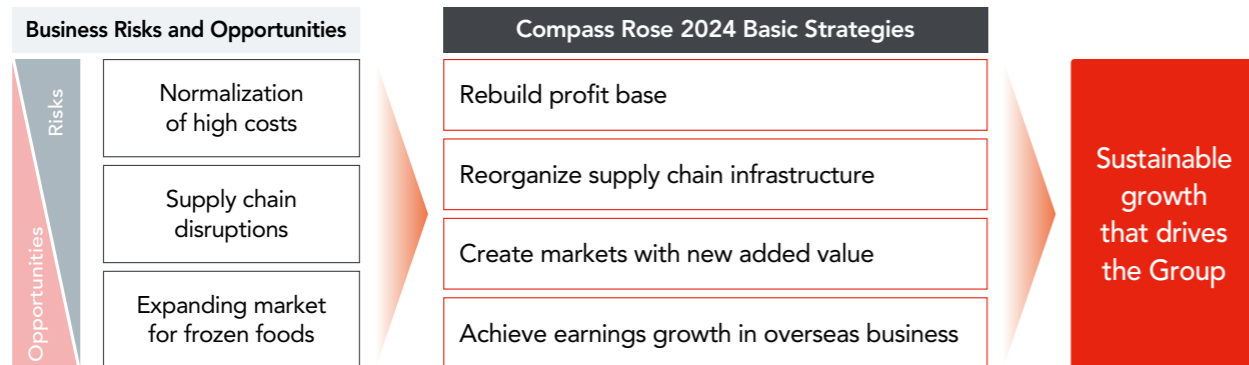 Business Risks and Opportunities
Risks
Opportunities
Normalization
of high costs
Supply chain
disruptions
Expanding market
for frozen foods
Compass Rose 2024 Basic Strategies
Rebuild profit base
Reorganize supply chain infrastructure
Create markets with new added value
Achieve earnings growth in overseas business
Sustainable
growth
that drives
the Group